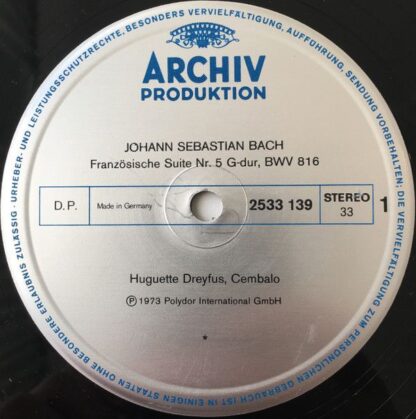 ARCHIV
PRODUKTION
JOHANN SEBASTIAN BACH
Französische Suite Nr. 5 G-dur, BWV 816
D.P. Made in Germany 2533 139 STEREO 33 1
Huguette Dreyfus, Cembalo
Ⓟ 1973 Polydor International GmbH
*
URHEBER- UND LEISTUNGSSCHUTZRECHTE, BESONDERS VERVIELFÄLTIGUNG, AUFFÜHRUNG, SENDUNG VORBEHALTEN; DIE VERVIELFÄLTIGUNG ZUM PERSÖNLICHEN GEBRAUCH IST IN EINIGEN STAATEN OHNE BESONDERE ERLAUBNIS ZULÄSSIG ·